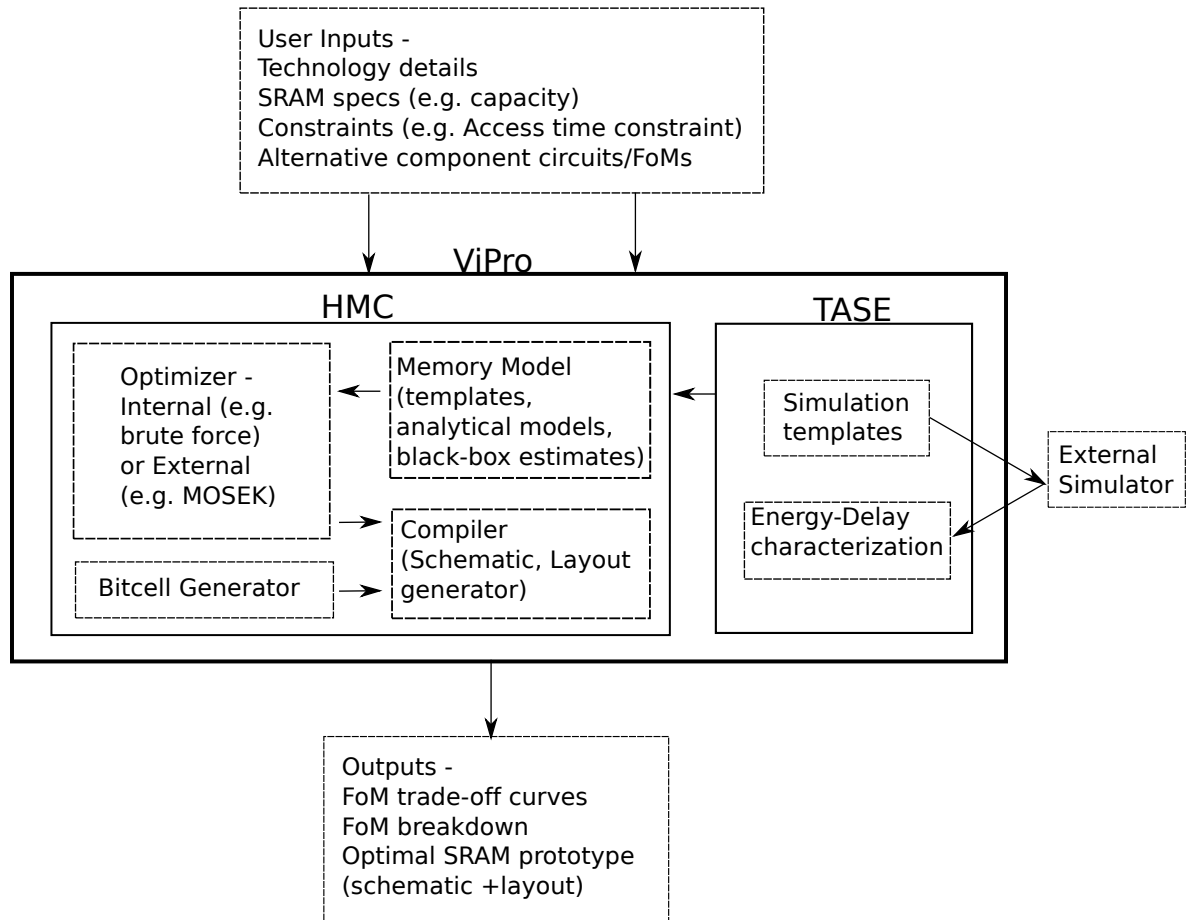 User Inputs -
Technology details
SRAM specs (e.g. capacity)
Constraints (e.g. Access time constraint)
Alternative component circuits/FoMs
ViPro
HMC
Optimizer -
Internal (e.g.
brute force)
or External
(e.g. MOSEK)
Memory Model
(templates,
analytical models,
black-box estimates)
Bitcell Generator
Compiler
(Schematic, Layout
generator)
TASE
Simulation
templates
Energy-Delay
characterization
External
Simulator
Outputs -
FoM trade-off curves
FoM breakdown
Optimal SRAM prototype
(schematic +layout)